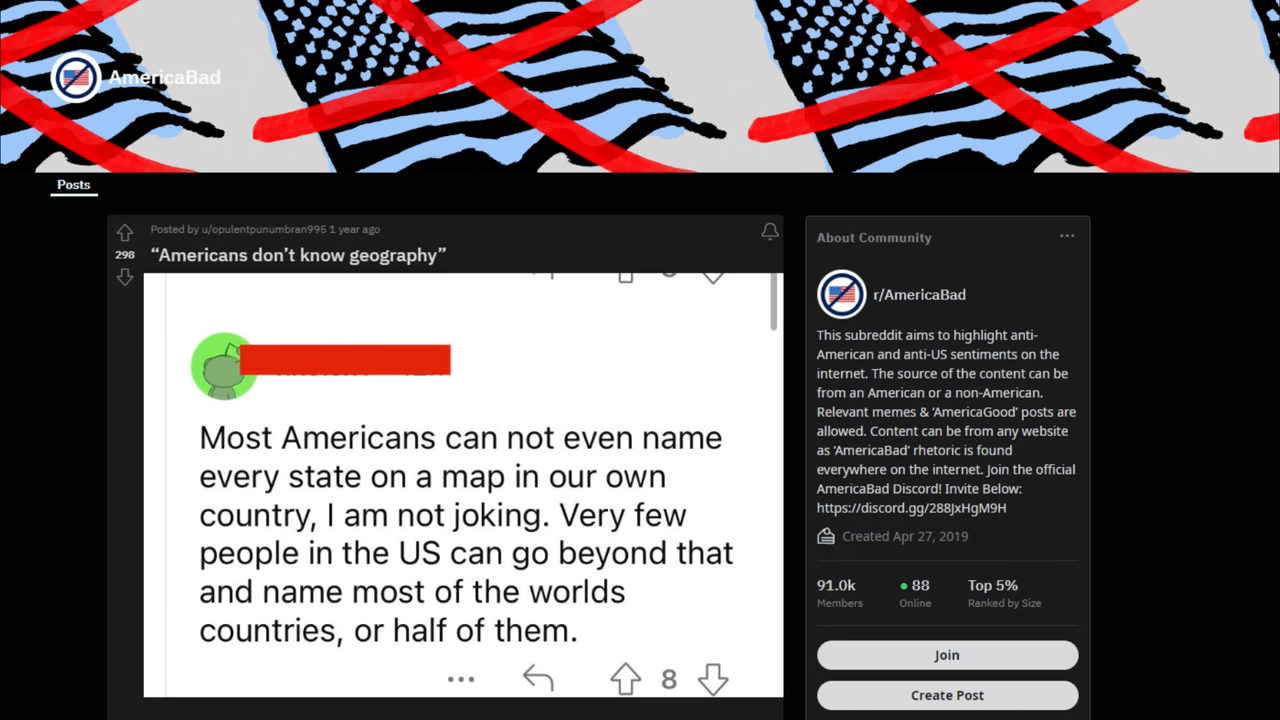 AmericaBad
Posts
Posted by u/opulentpunumbran995 1 year ago
298
“Americans don’t know geography”
Most Americans can not even name
every state on a map in our own
country, I am not joking. Very few
people in the US can go beyond that
and name most of the worlds
countries, or half of them.
8
About Community
r/AmericaBad
This subreddit aims to highlight anti-
American and anti-US sentiments on the
internet. The source of the content can be
from an American or a non-American.
Relevant memes & ‘AmericaGood’ posts are
allowed. Content can be from any website
as ‘AmericaBad’ rhetoric is found
everywhere on the internet. Join the official
AmericaBad Discord! Invite Below:
https://discord.gg/288JxHgM9H
Created Apr 27, 2019
91.0k 88 Top 5%
Members Online Ranked by Size
Join
Create Post